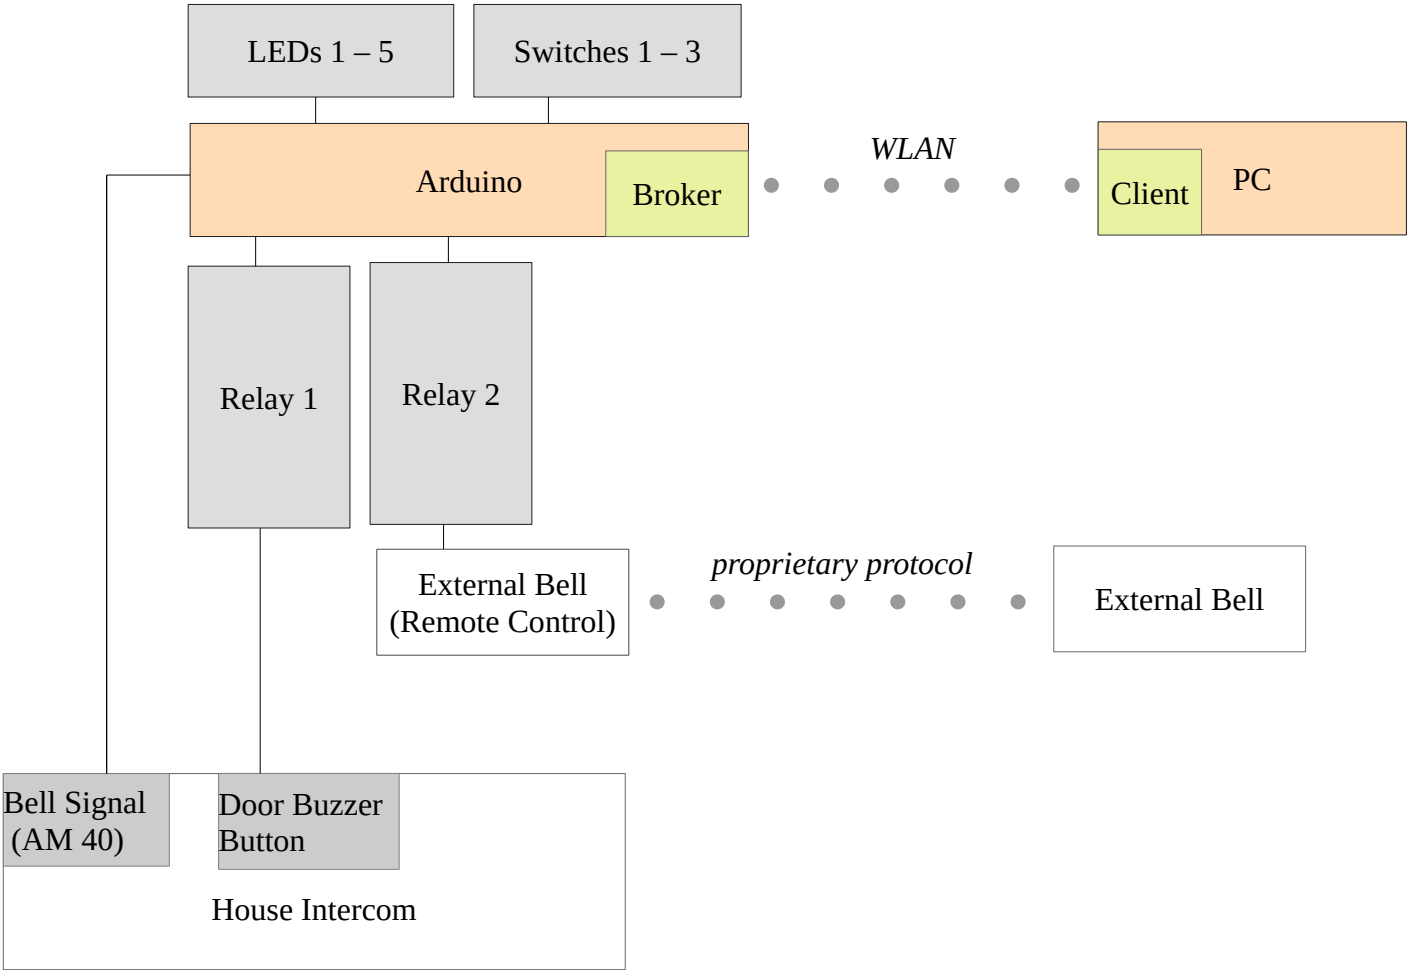 LEDs 1 – 5
Switches 1 – 3
Arduino
Broker
WLAN
Client
PC
Relay 1
Relay 2
External Bell
(Remote Control)
proprietary protocol
External Bell
Bell Signal
(AM 40)
Door Buzzer
Button
House Intercom